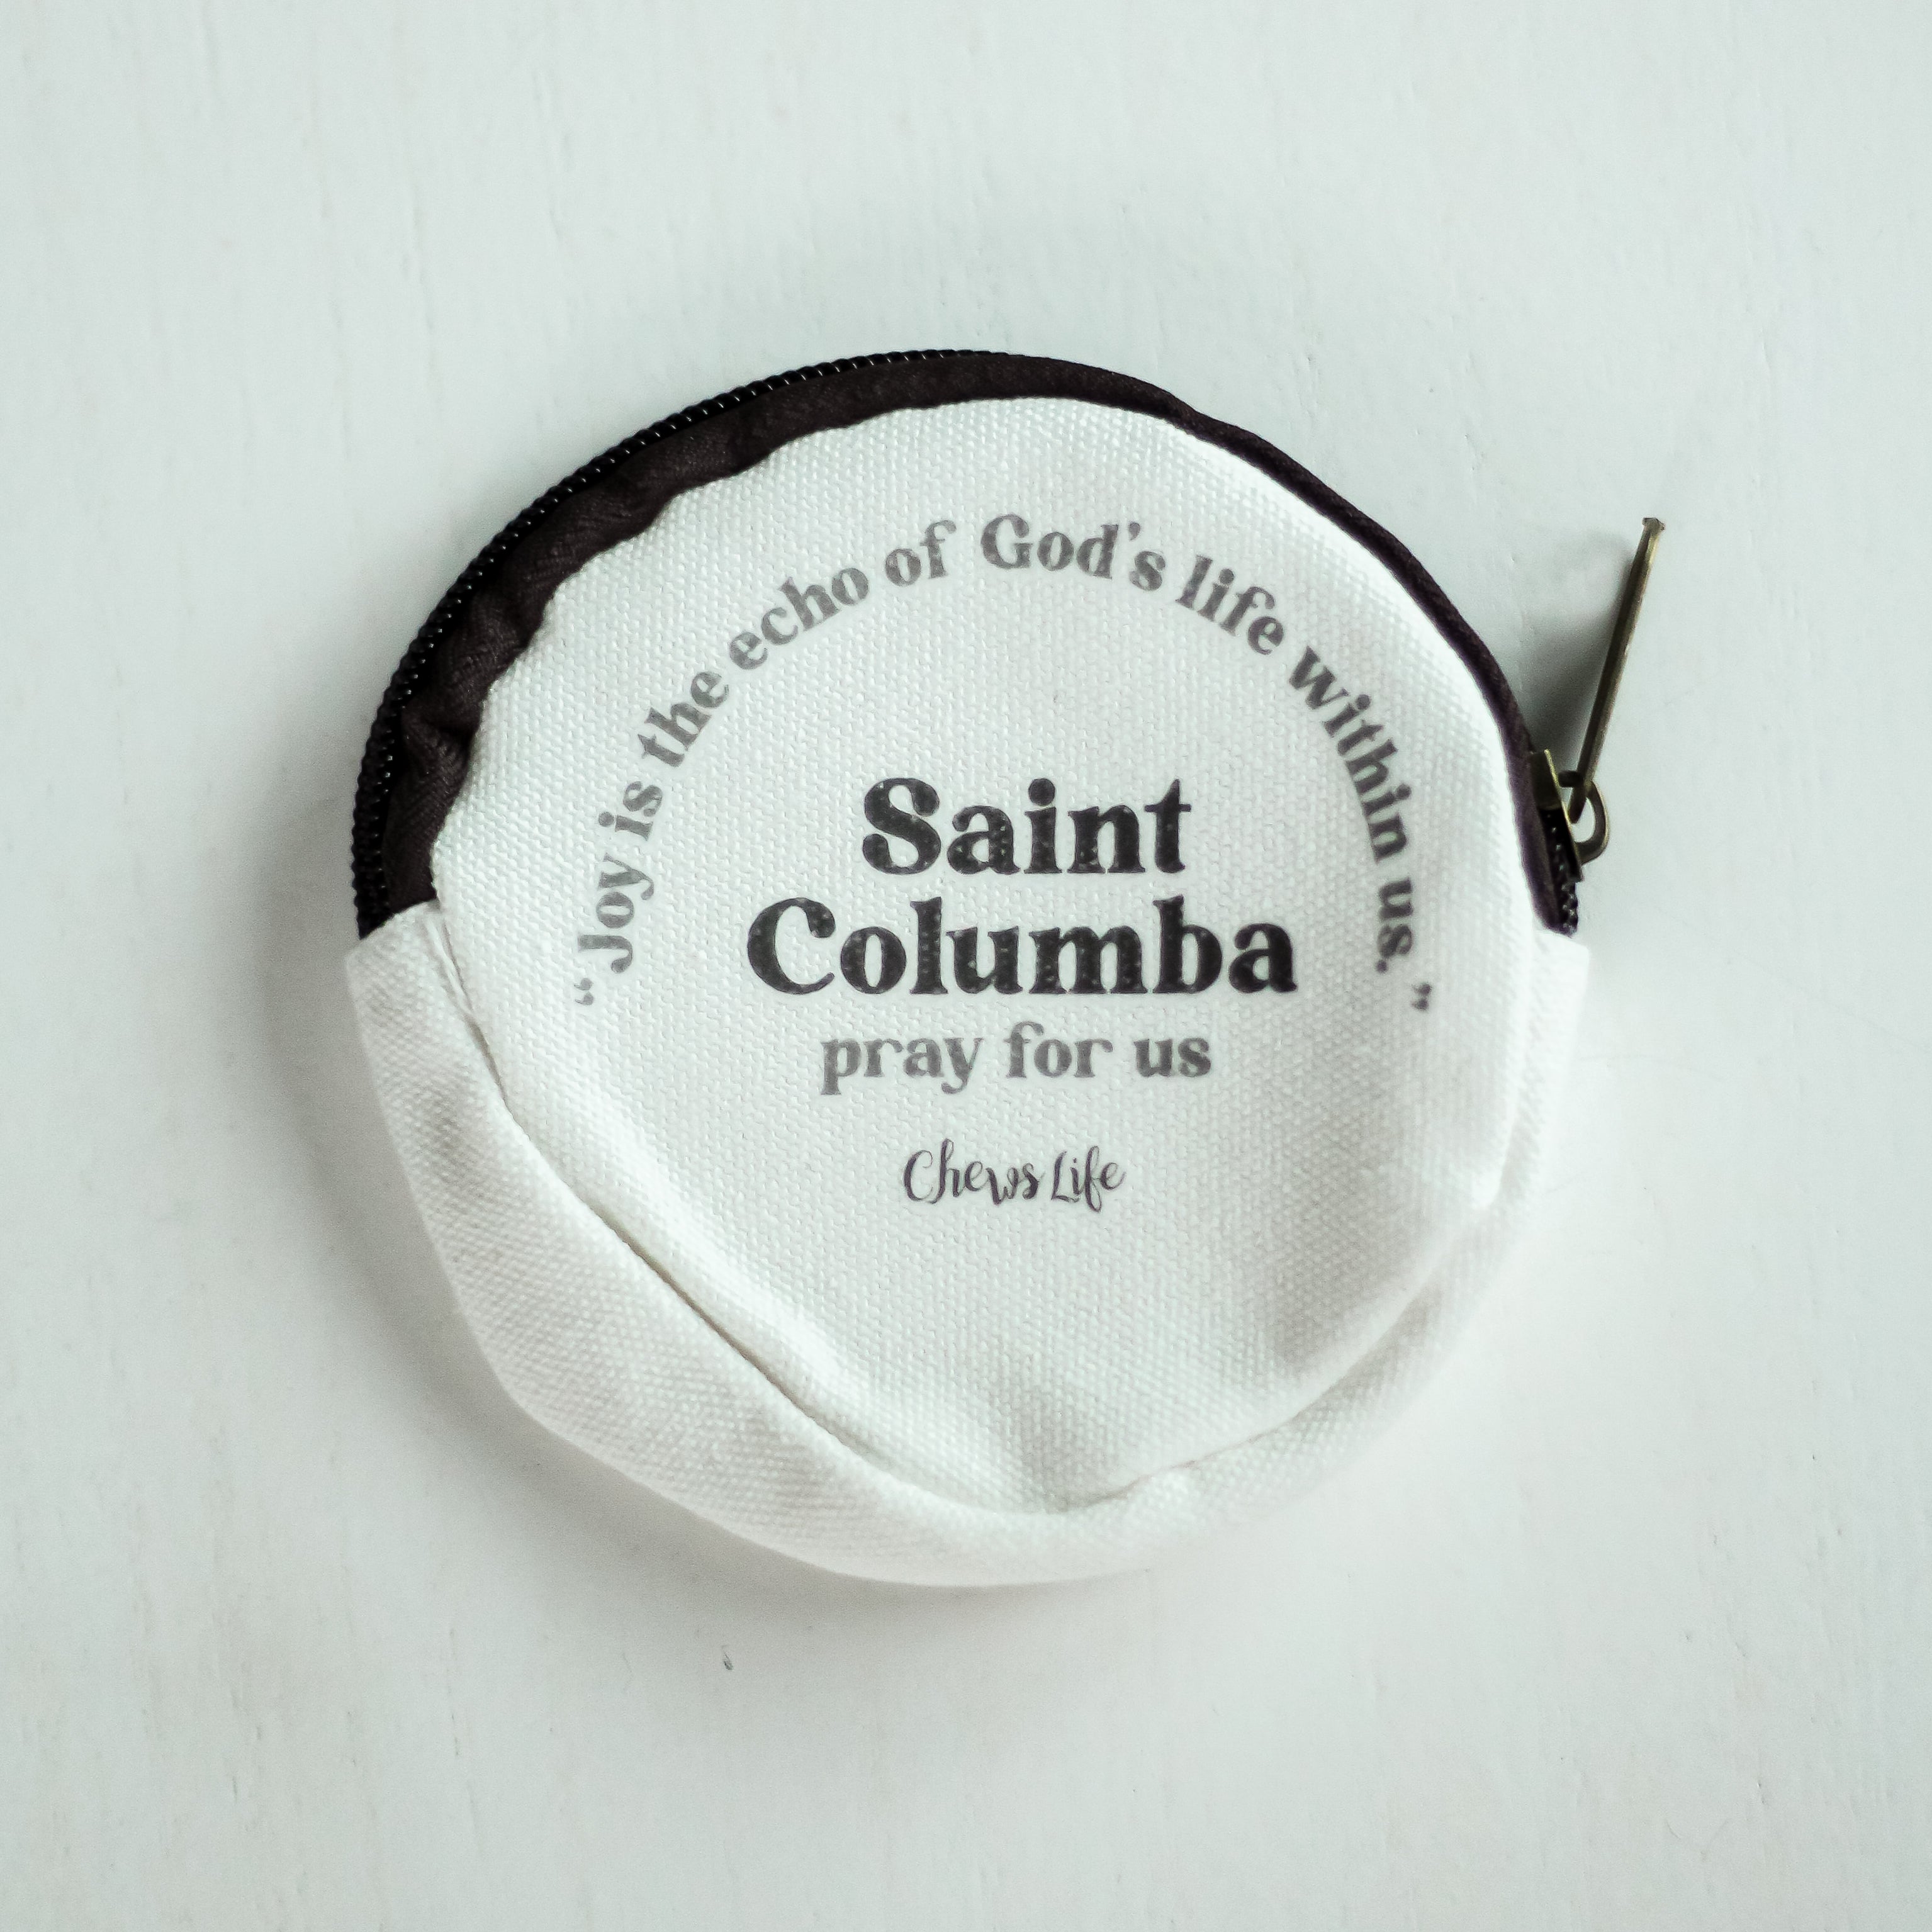 “Joy is the echo of God's life within us.”
Saint
Columba
pray for us
Chews Life